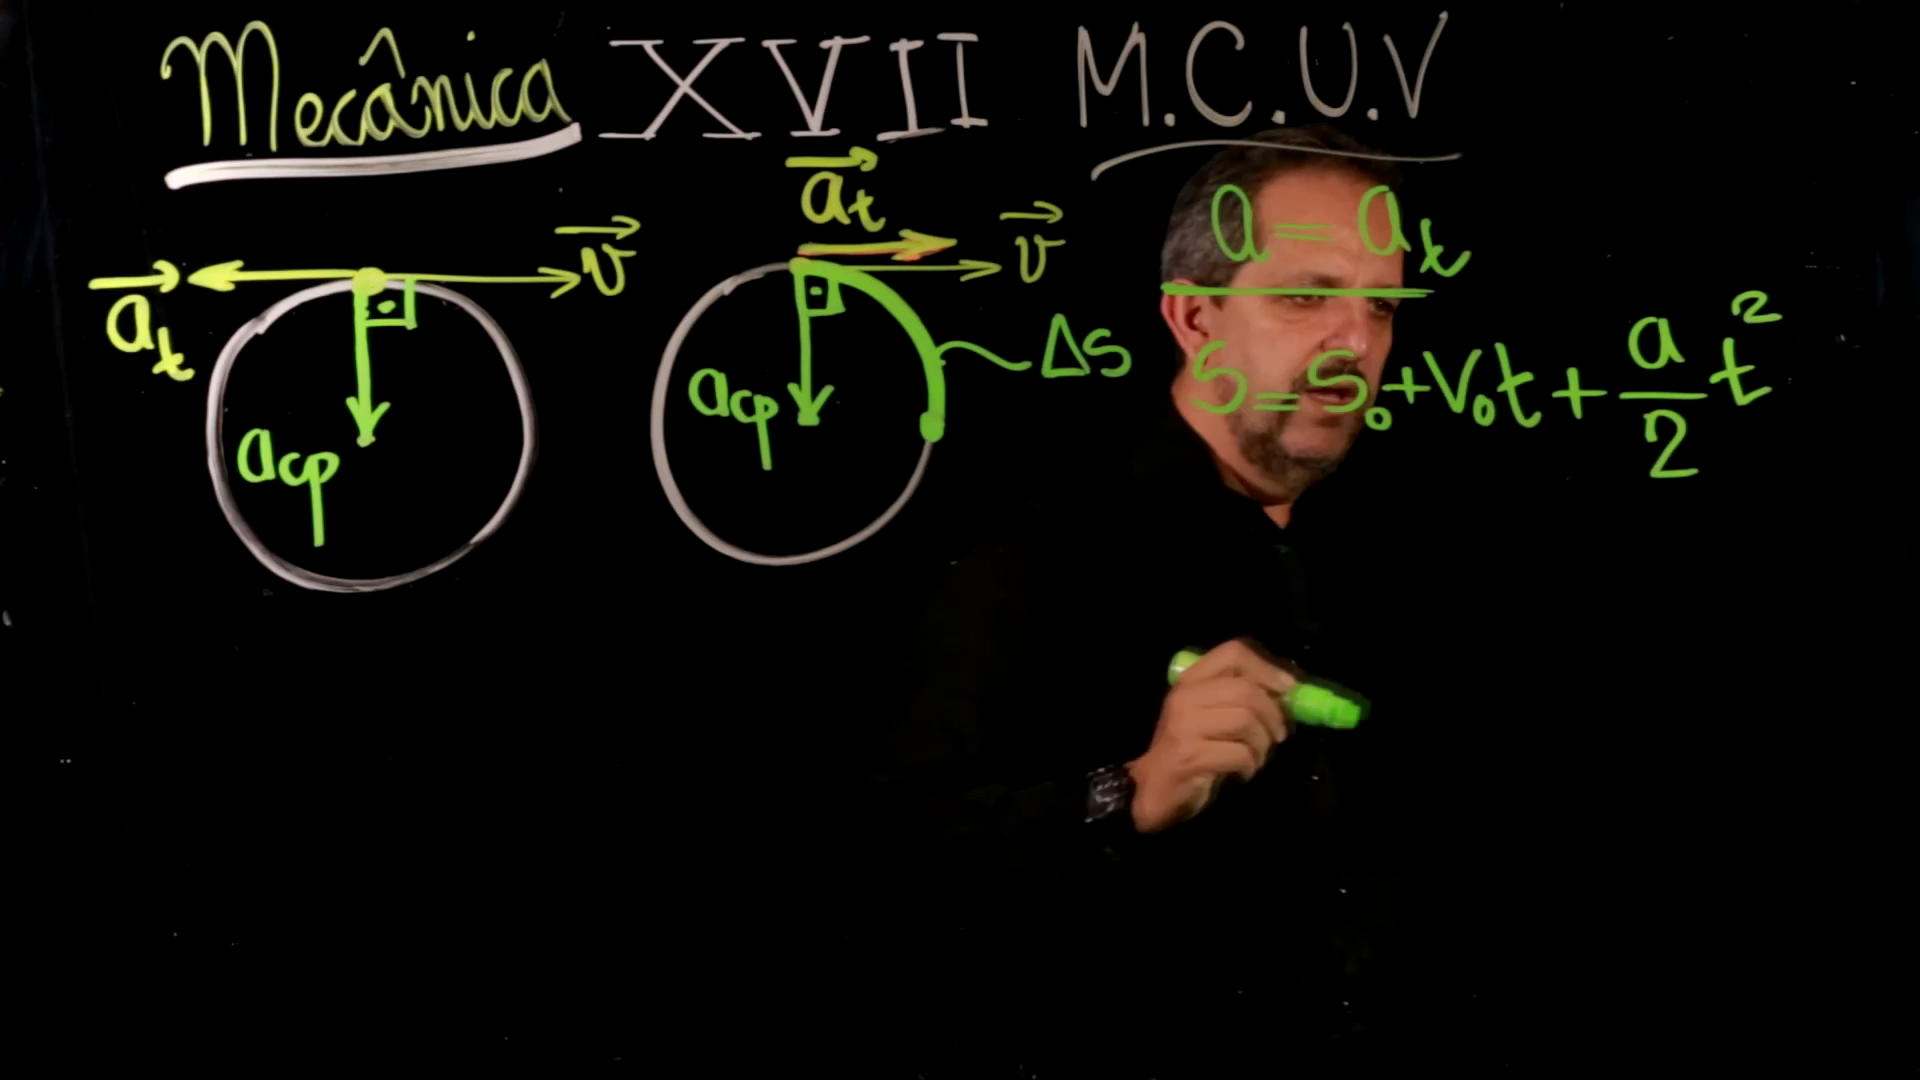 Mecânica XVII M.C.U.V
a⃗t v⃗ a⃗t v⃗ a = at
acp acp Δs S = S₀ + V₀t + a/2 t²